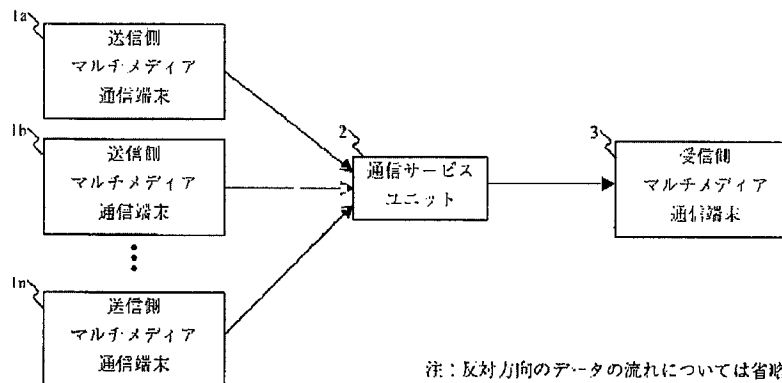 1a
送信側
マルチメディア
通信端末
1b
送信側
マルチメディア
通信端末
1n
送信側
マルチメディア
通信端末
2
通信サービス
ユニット
3
受信側
マルチメディア
通信端末
注：反対方向のデータの流れについては省略